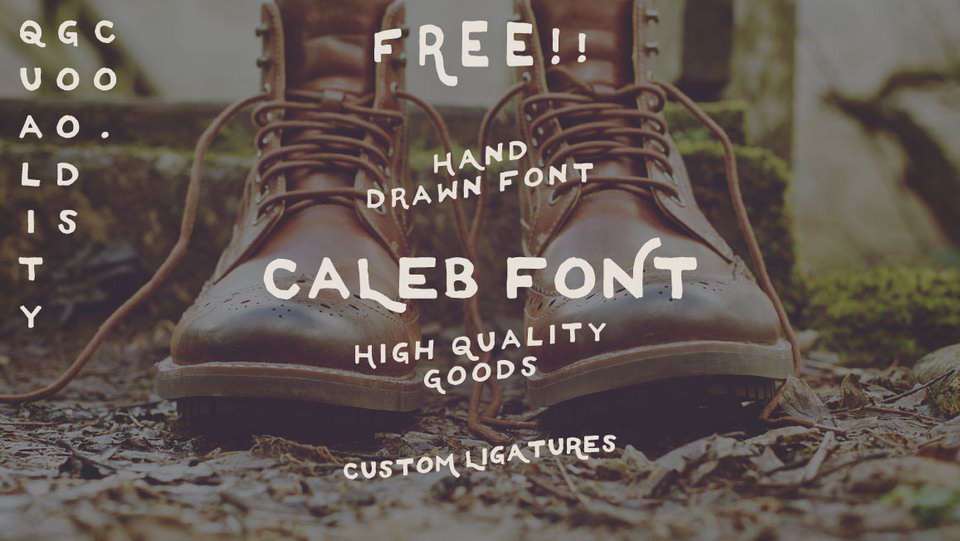 QUALITY
GOODS
CO.
FREE!!
HAND
DRAWN FONT
CALEB FONT
HIGH QUALITY
GOODS
CUSTOM LIGATURES